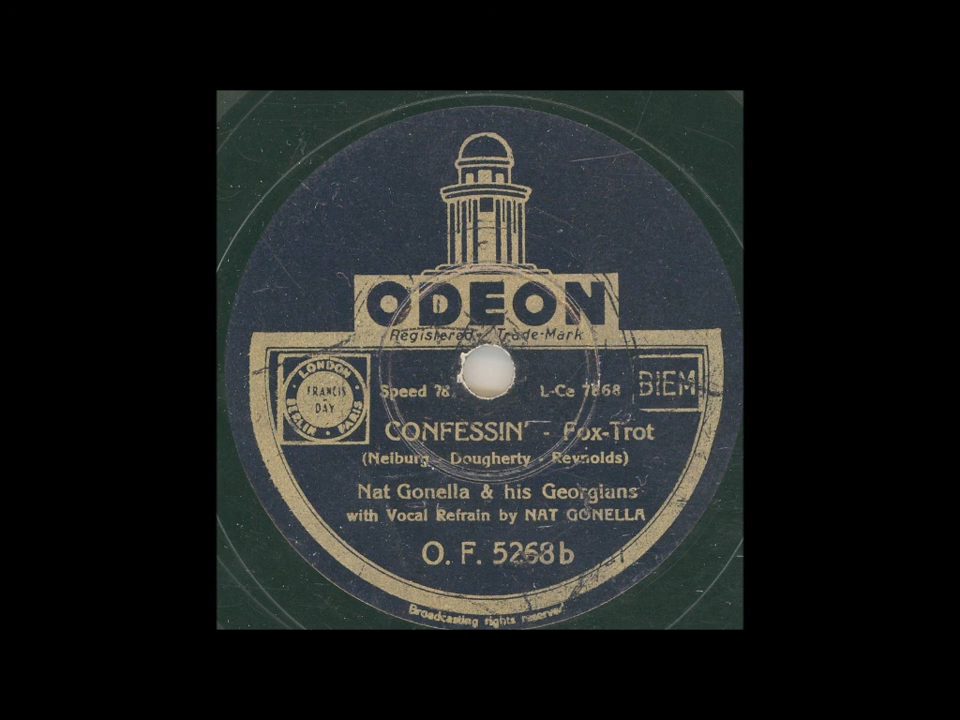 ODEON
Registered Trade-Mark
LONDON
FRANCIS - DAY
BERLIN · PARIS
Speed 78. L-Ce 7868
BIEM
CONFESSIN' - Fox-Trot
(Neiburg - Dougherty - Reynolds)
Nat Gonella & his Georgians
with Vocal Refrain by NAT GONELLA
O. F. 5268b
Broadcasting rights reserve